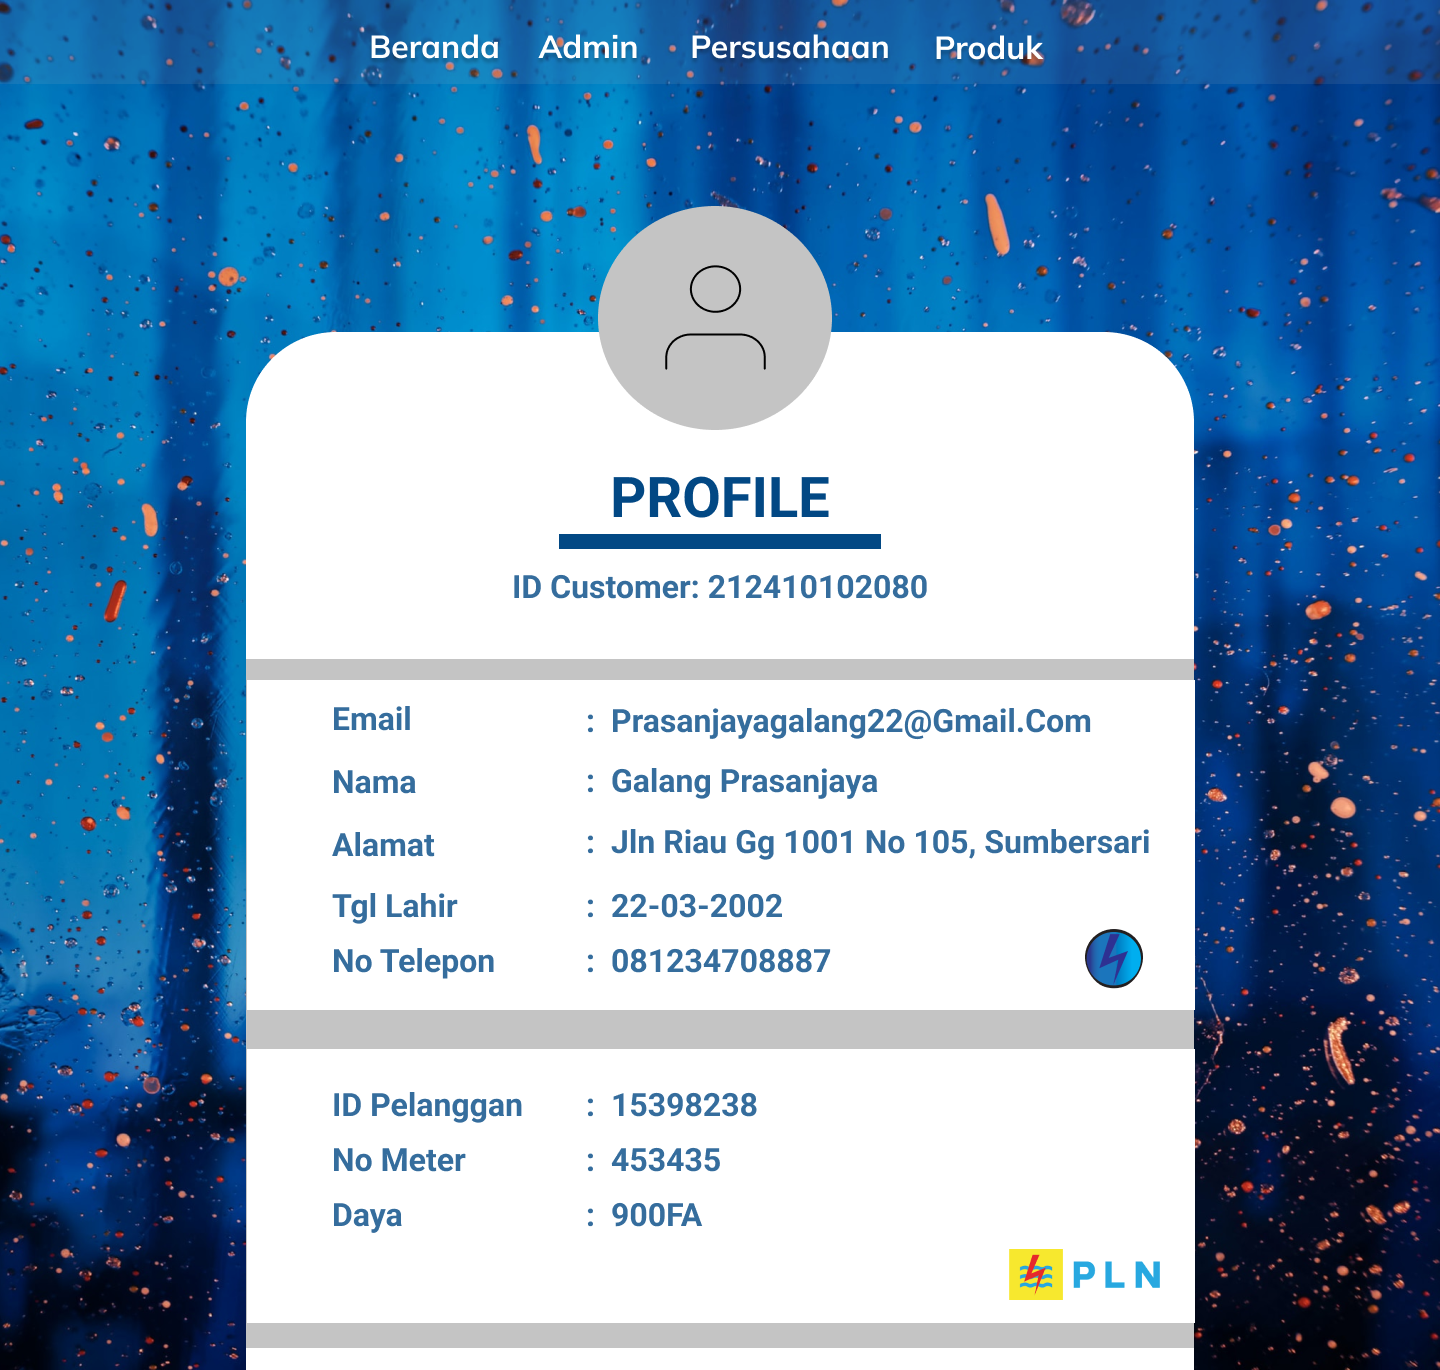 Beranda Admin Persusahaan Produk
PROFILE
ID Customer: 212410102080
Email : Prasanjayagalang22@Gmail.Com
Nama : Galang Prasanjaya
Alamat : Jln Riau Gg 1001 No 105, Sumbersari
Tgl Lahir : 22-03-2002
No Telepon : 081234708887
ID Pelanggan : 15398238
No Meter : 453435
Daya : 900FA
PLN